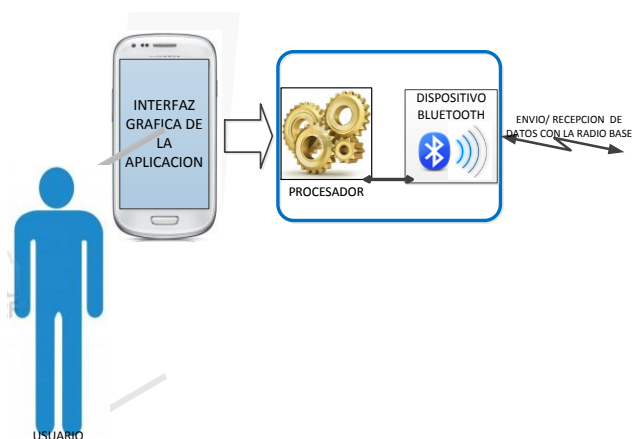 INTERFAZ
GRAFICA DE
LA
APLICACION
PROCESADOR
DISPOSITIVO
BLUETOOTH
ENVIO/ RECEPCION DE
DATOS CON LA RADIO BASE
USUARIO